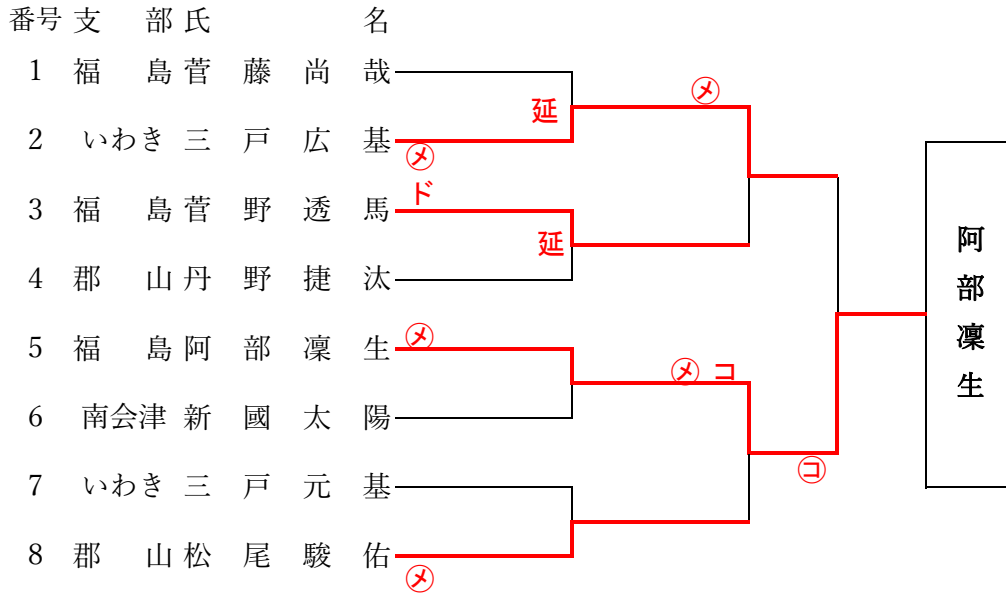 番号 支 部 氏 名
1 福 島 菅 藤 尚 哉
㋱
延
2 いわき 三 戸 広 基
㋱
3 福 島 菅 野 透 馬
ド
延
4 郡 山 丹 野 捷 汰
5 福 島 阿 部 凜 生
㋱
㋱ コ
6 南会津 新 國 太 陽
7 いわき 三 戸 元 基
㋙
8 郡 山 松 尾 駿 佑
㋱
阿部凜生